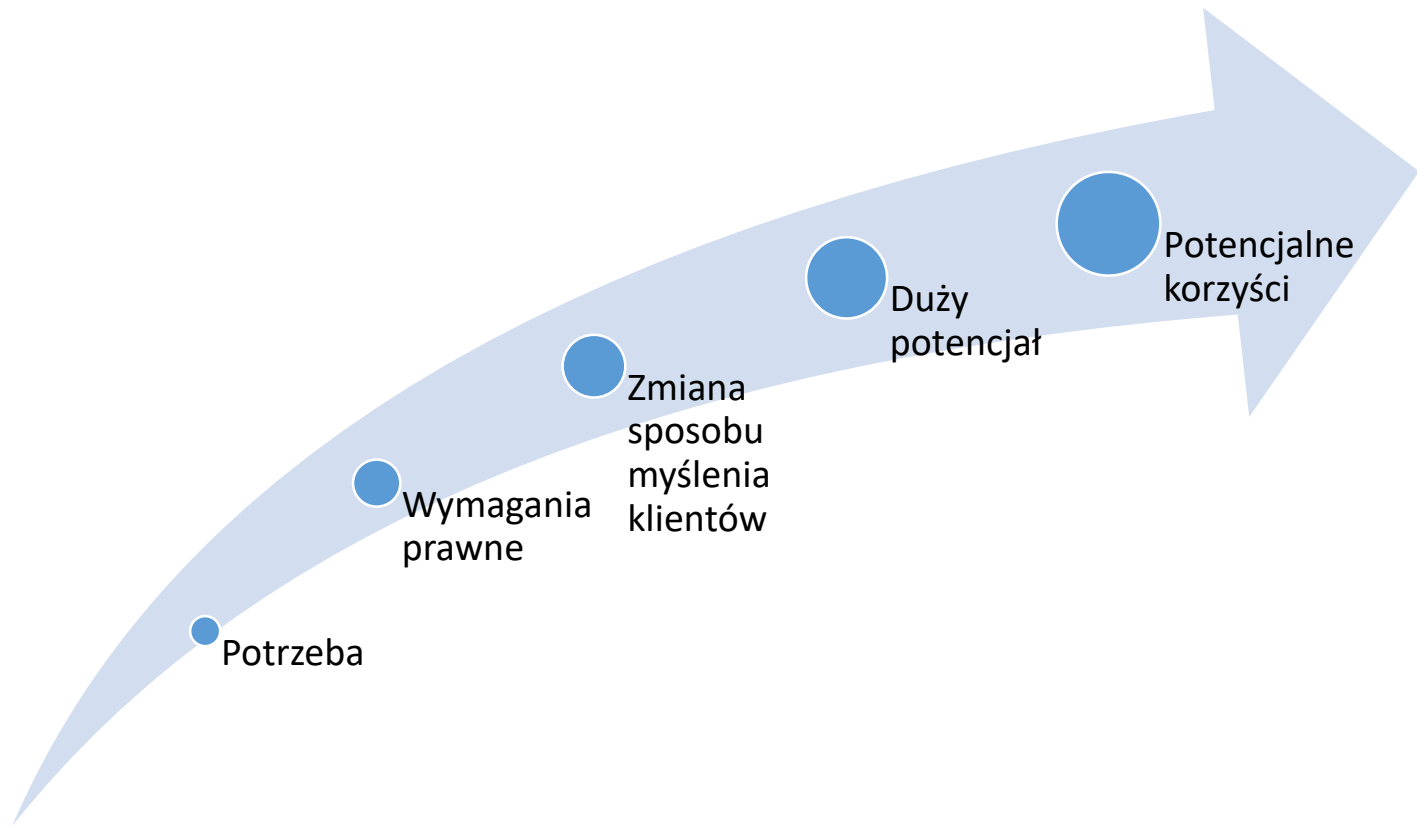 Potrzeba
Wymagania
prawne
Zmiana
sposobu
myślenia
klientów
Duży
potencjał
Potencjalne
korzyści